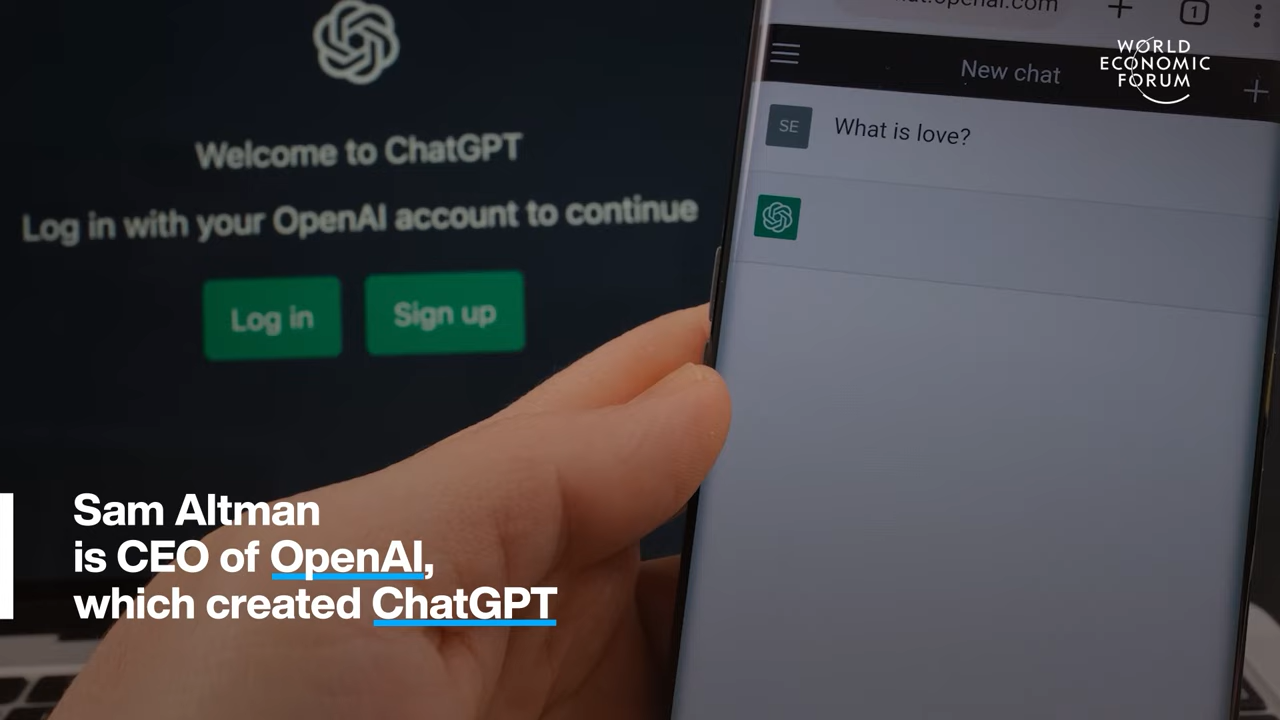 Welcome to ChatGPT
Log in with your OpenAI account to continue
Log in
Sign up
1
New chat
SE
What is love?
WORLD
ECONOMIC
FORUM
Sam Altman
is CEO of OpenAI,
which created ChatGPT